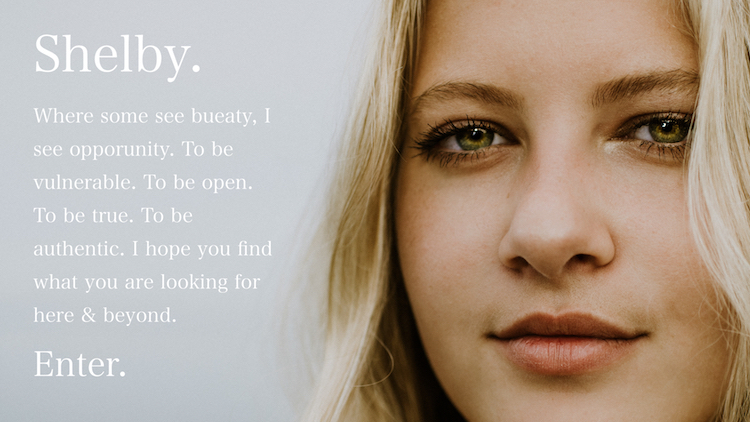 Shelby.
Where some see bueaty, I
see opporunity. To be
vulnerable. To be open.
To be true. To be
authentic. I hope you find
what you are looking for
here & beyond.
Enter.